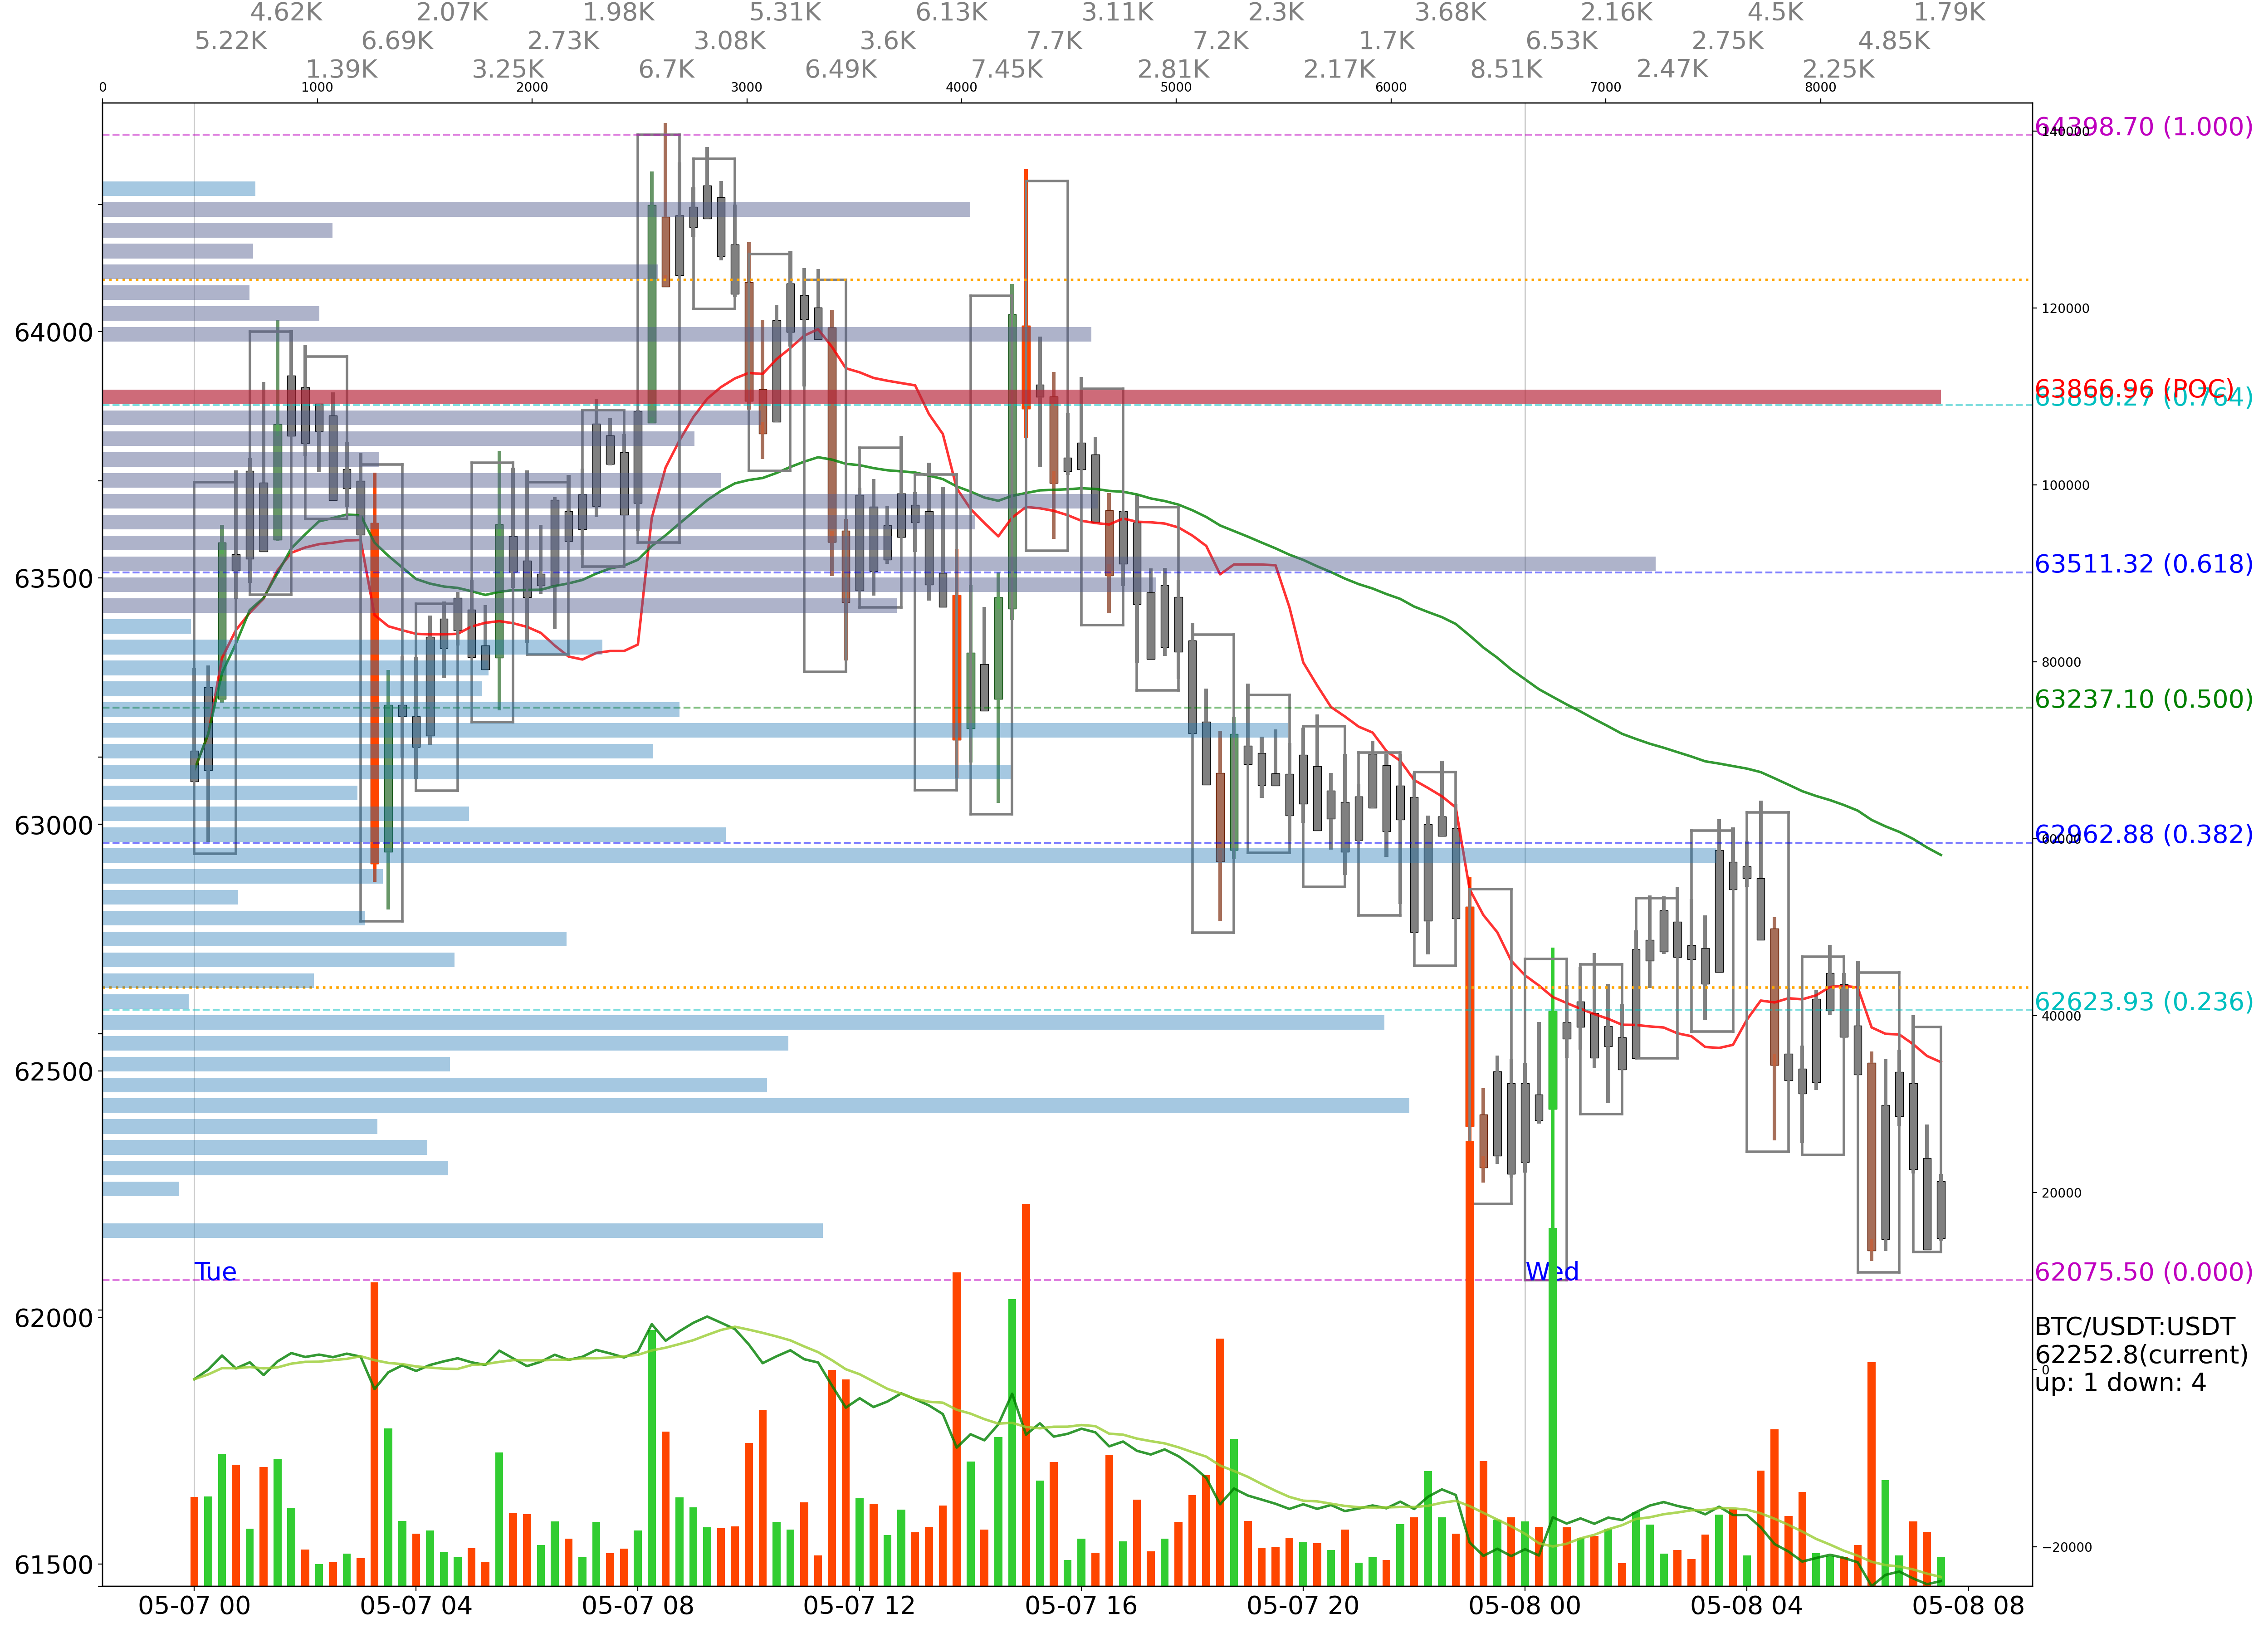 4.62K 2.07K 1.98K 5.31K 6.13K 3.11K 2.3K 3.68K 2.16K 4.5K 1.79K
5.22K 6.69K 2.73K 3.08K 3.6K 7.7K 7.2K 1.7K 6.53K 2.75K 4.85K
1.39K 3.25K 6.7K 6.49K 7.45K 2.81K 2.17K 8.51K 2.47K 2.25K
0 1000 2000 3000 4000 5000 6000 7000 8000
64398.70 (1.000)
140000
120000
64000
63866.96 (POC)
63850.27 (0.764)
100000
63500
63511.32 (0.618)
80000
63237.10 (0.500)
63000
62962.88 (0.382)
60000
62623.93 (0.236)
40000
62500
20000
Tue
Wed
62075.50 (0.000)
62000
BTC/USDT:USDT
62252.8(current)
0
up: 1 down: 4
−20000
61500
05-07 00 05-07 04 05-07 08 05-07 12 05-07 16 05-07 20 05-08 00 05-08 04 05-08 08